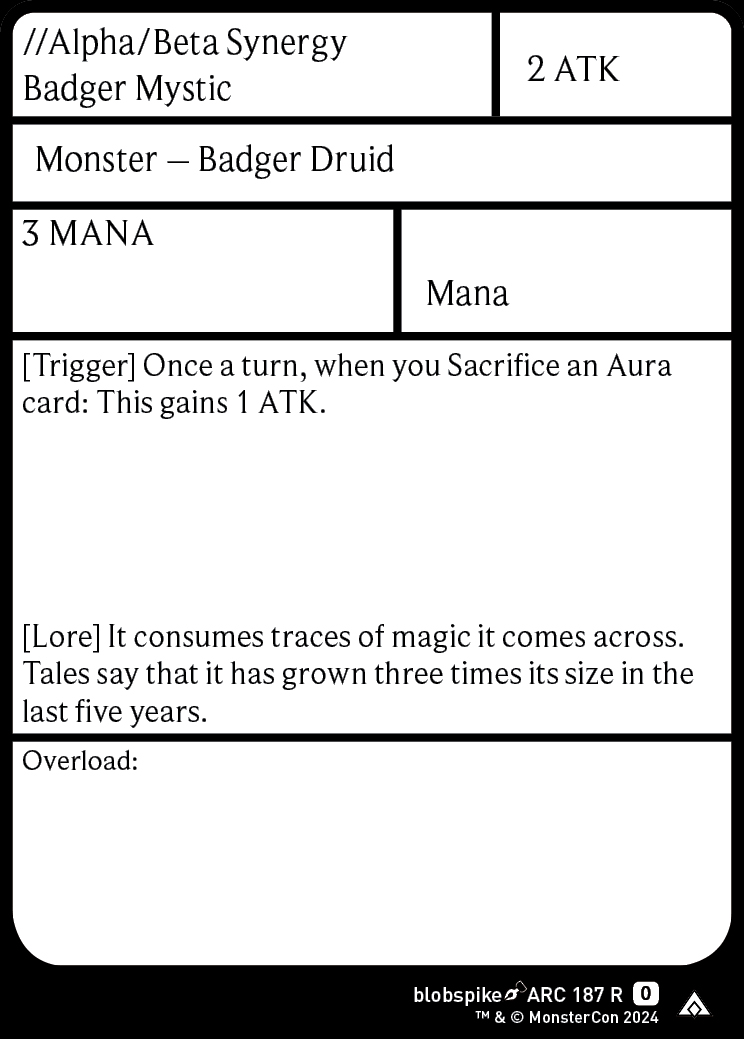 //Alpha/Beta Synergy
Badger Mystic
2 ATK
Monster – Badger Druid
3 MANA
Mana
[Trigger] Once a turn, when you Sacrifice an Aura
card: This gains 1 ATK.
[Lore] It consumes traces of magic it comes across.
Tales say that it has grown three times its size in the
last five years.
Overload:
blobspike ARC 187 R 0
™ & © MonsterCon 2024